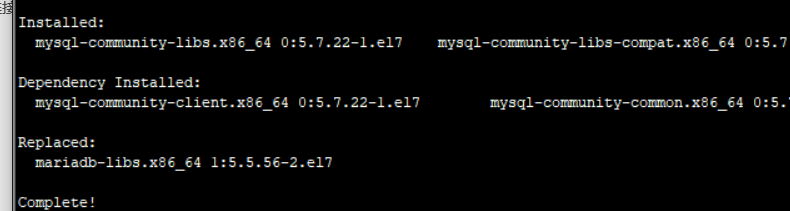 Installed:
mysql-community-libs.x86_64 0:5.7.22-1.el7 mysql-community-libs-compat.x86_64 0:5.7
Dependency Installed:
mysql-community-client.x86_64 0:5.7.22-1.el7 mysql-community-common.x86_64 0:5.
Replaced:
mariadb-libs.x86_64 1:5.5.56-2.el7
Complete!